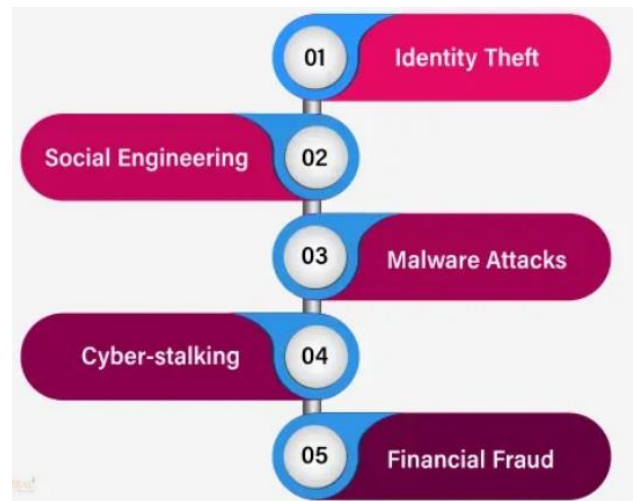 01
Identity Theft
Social Engineering
02
03
Malware Attacks
Cyber-stalking
04
05
Financial Fraud